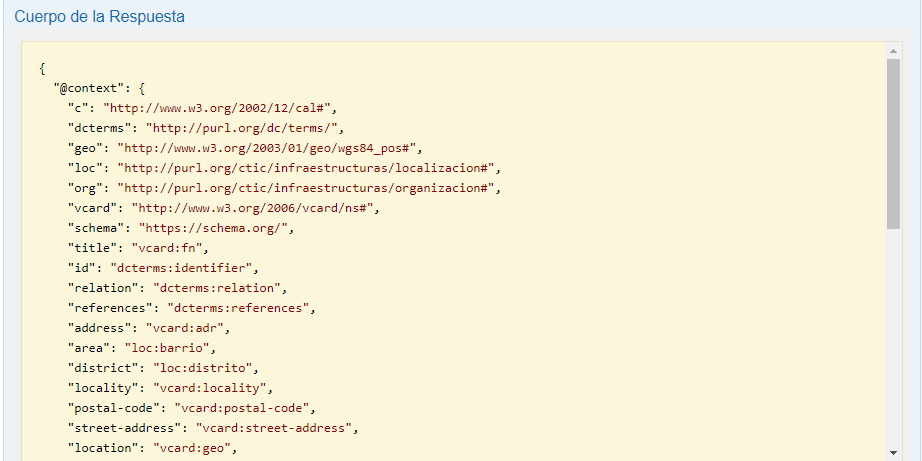 Cuerpo de la Respuesta
{
"@context": {
"c": "http://www.w3.org/2002/12/cal#",
"dcterms": "http://purl.org/dc/terms/",
"geo": "http://www.w3.org/2003/01/geo/wgs84_pos#",
"loc": "http://purl.org/ctic/infraestructuras/localizacion#",
"org": "http://purl.org/ctic/infraestructuras/organizacion#",
"vcard": "http://www.w3.org/2006/vcard/ns#",
"schema": "https://schema.org/",
"title": "vcard:fn",
"id": "dcterms:identifier",
"relation": "dcterms:relation",
"references": "dcterms:references",
"address": "vcard:adr",
"area": "loc:barrio",
"district": "loc:distrito",
"locality": "vcard:locality",
"postal-code": "vcard:postal-code",
"street-address": "vcard:street-address",
"location": "vcard:geo",